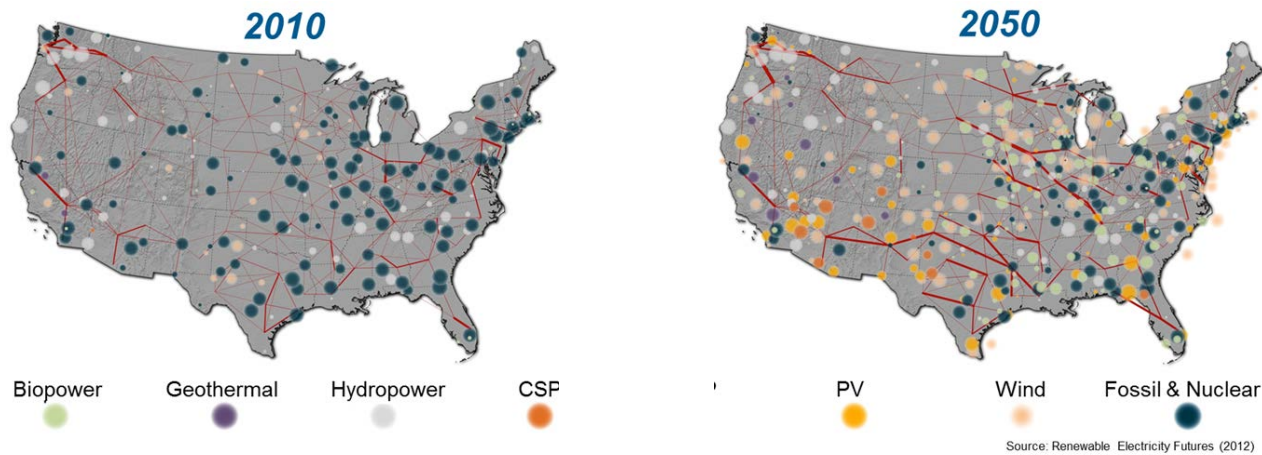 2010
2050
Biopower Geothermal Hydropower CSP PV Wind Fossil & Nuclear
Source: Renewable Electricity Futures (2012)